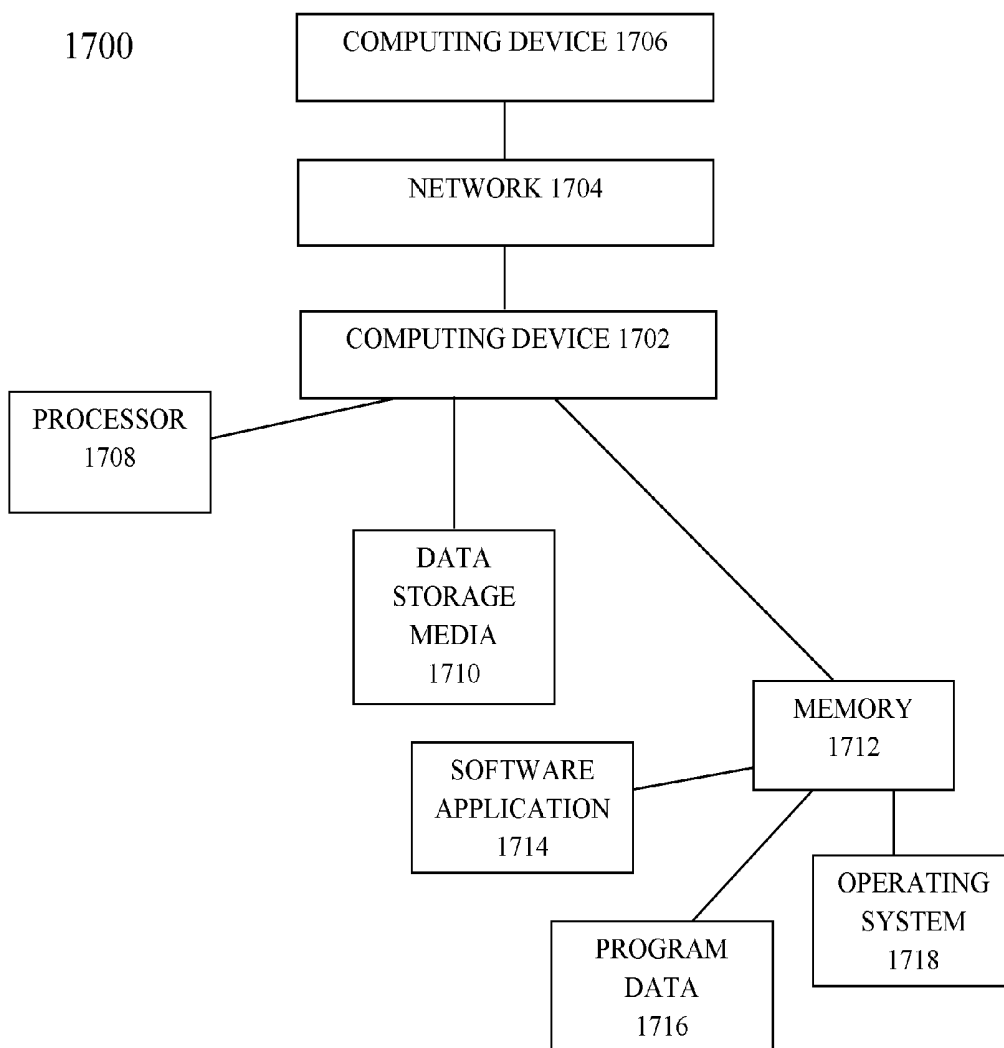 1700
COMPUTING DEVICE 1706
NETWORK 1704
COMPUTING DEVICE 1702
PROCESSOR
1708
DATA
STORAGE
MEDIA
1710
MEMORY
1712
SOFTWARE
APPLICATION
1714
OPERATING
SYSTEM
1718
PROGRAM
DATA
1716